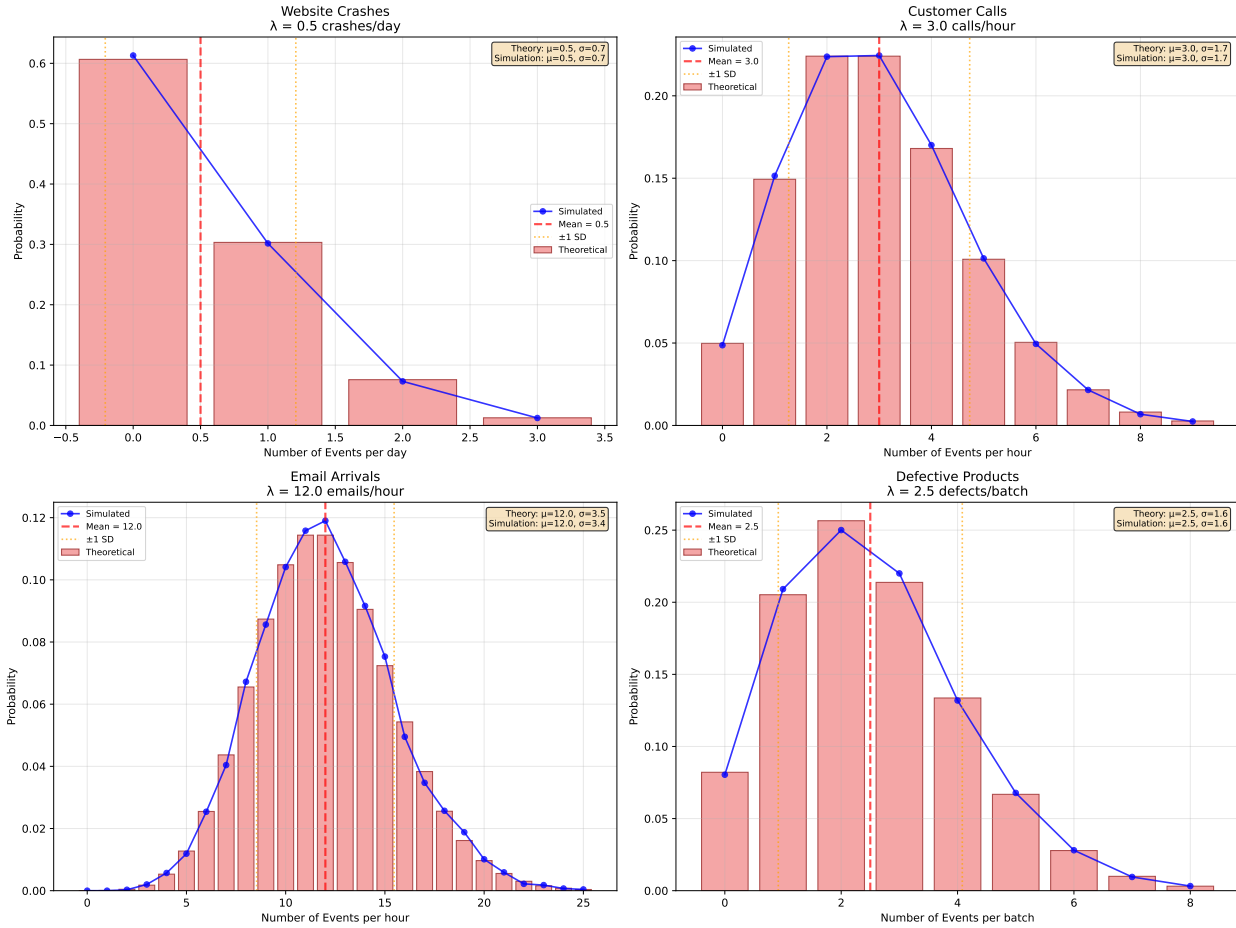 Website Crashes
λ = 0.5 crashes/day
Theory: μ=0.5, σ=0.7
Simulation: μ=0.5, σ=0.7
Simulated
Mean = 0.5
±1 SD
Theoretical
Probability
0.6
0.5
0.4
0.3
0.2
0.1
0.0
−0.5 0.0 0.5 1.0 1.5 2.0 2.5 3.0 3.5
Number of Events per day
Customer Calls
λ = 3.0 calls/hour
Simulated
Mean = 3.0
±1 SD
Theoretical
Theory: μ=3.0, σ=1.7
Simulation: μ=3.0, σ=1.7
Probability
0.20
0.15
0.10
0.05
0.00
0 2 4 6 8
Number of Events per hour
Email Arrivals
λ = 12.0 emails/hour
Simulated
Mean = 12.0
±1 SD
Theoretical
Theory: μ=12.0, σ=3.5
Simulation: μ=12.0, σ=3.4
Probability
0.12
0.10
0.08
0.06
0.04
0.02
0.00
0 5 10 15 20 25
Number of Events per hour
Defective Products
λ = 2.5 defects/batch
Simulated
Mean = 2.5
±1 SD
Theoretical
Theory: μ=2.5, σ=1.6
Simulation: μ=2.5, σ=1.6
Probability
0.25
0.20
0.15
0.10
0.05
0.00
0 2 4 6 8
Number of Events per batch